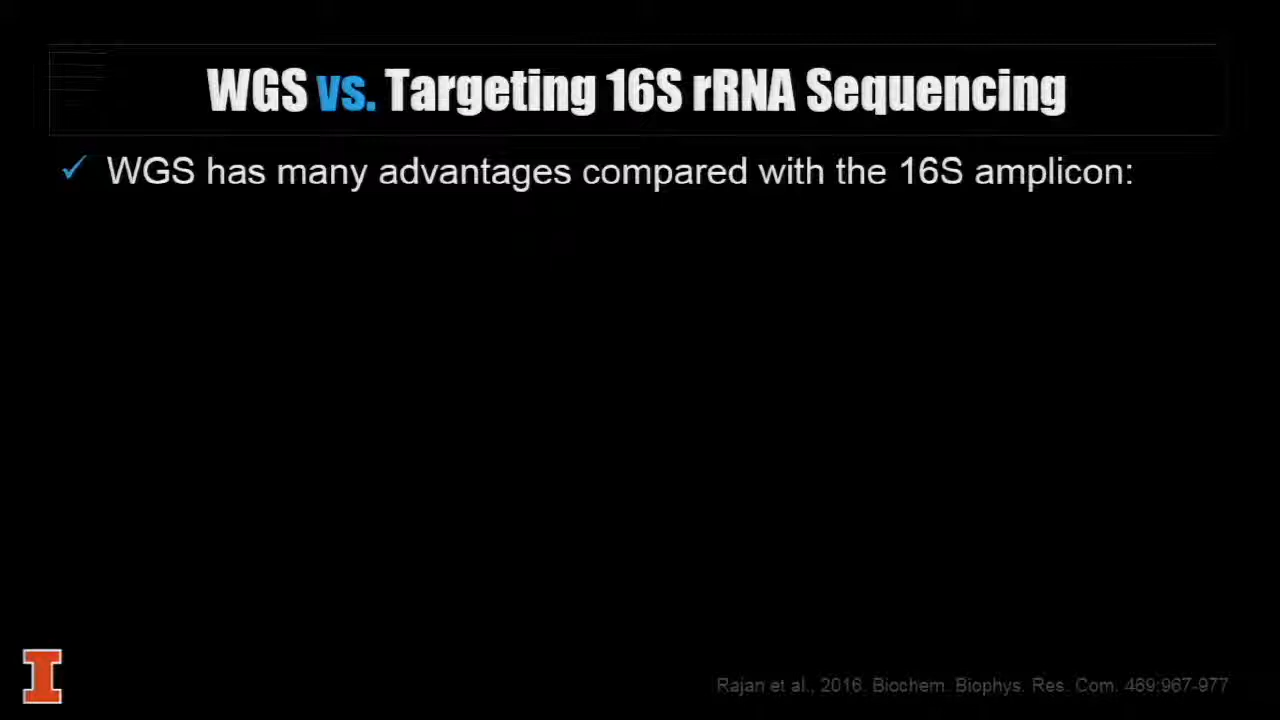 WGS vs. Targeting 16S rRNA Sequencing
✓ WGS has many advantages compared with the 16S amplicon:
I
Rajan et al., 2016. Biochem. Biophys. Res. Com. 469:967-977